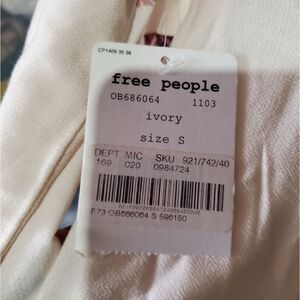 CP1409 35 36
free people
OB686064 1103
ivory
size S
DEPT MIC SKU 921/742/40
169 020 0984724
F73 OB686064 S 596150